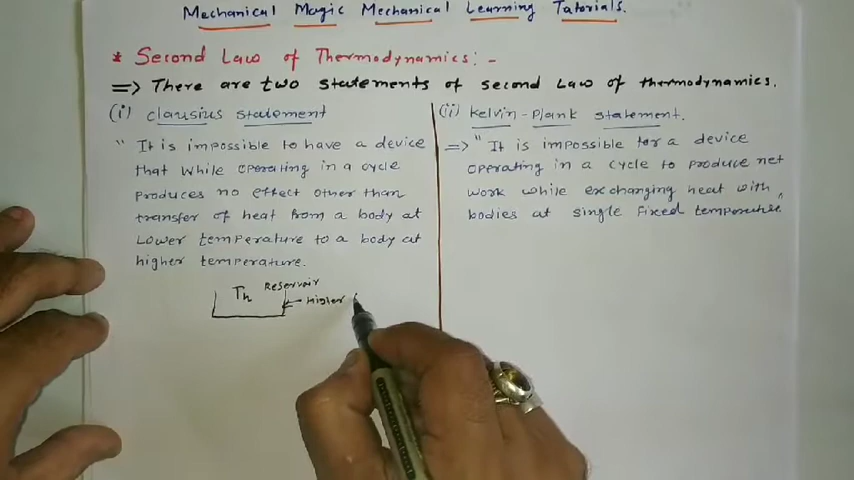 Mechanical Magic Mechanical Learning Tutorials.
* Second Law of Thermodynamics:-
=> There are two statements of second Law of thermodynamics.
(i) clausius statement
" It is impossible to have a device
that while operating in a cycle
produces no effect other than
transfer of heat from a body at
Lower temperature to a body at
higher temperature.
Th Reservoir
Higher
(ii) Kelvin-Plank statement.
=> " It is impossible for a device
operating in a cycle to produce net
work while exchanging heat with
bodies at single fixed temperature.